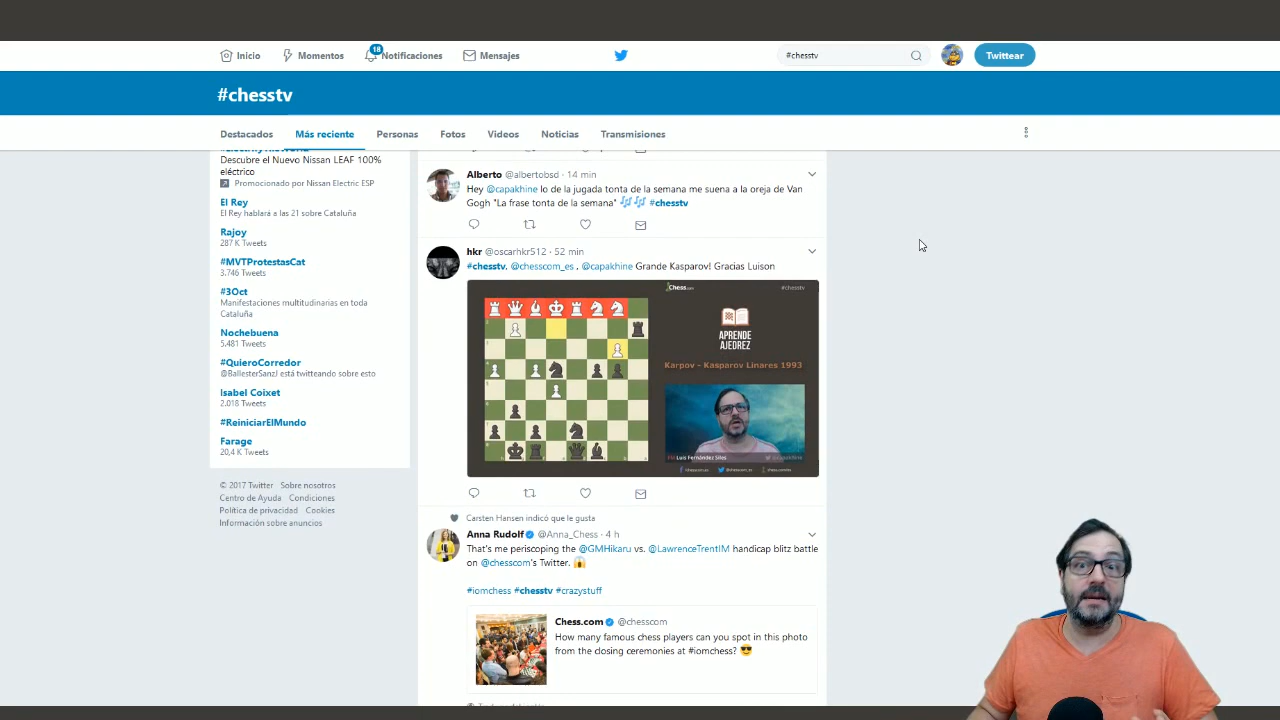 Inicio
Momentos
18
Notificaciones
Mensajes
#chesstv
Twittear
#chesstv
Destacados
Más reciente
Personas
Fotos
Videos
Noticias
Transmisiones
Descubre el Nuevo Nissan LEAF 100%
eléctrico
Promocionado por Nissan Electric ESP
El Rey
El Rey hablará a las 21 sobre Cataluña
Rajoy
287 K Tweets
#MVTProtestasCat
3.746 Tweets
#3Oct
Manifestaciones multitudinarias en toda
Cataluña
Nochebuena
5.481 Tweets
#QuieroCorredor
@BallesterSanzJ está twitteando sobre esto
Isabel Coixet
2.018 Tweets
#ReiniciarElMundo
Farage
20,4 K Tweets
© 2017 Twitter Sobre nosotros
Centro de Ayuda Condiciones
Política de privacidad Cookies
Información sobre anuncios
Alberto @albertobsd · 14 min
Hey @capakhine lo de la jugada tonta de la semana me suena a la oreja de Van
Gogh "La frase tonta de la semana" 🎶🎶 #chesstv
hkr @oscarhkr512 · 52 min
#chesstv, @chesscom_es , @capakhine Grande Kasparov! Gracias Luison
Chess.com
#chesstv
APRENDE
AJEDREZ
Karpov - Kasparov Linares 1993
Luis Fernández Siles
@capakhine
Carsten Hansen indicó que le gusta
Anna Rudolf @Anna_Chess · 4 h
That's me periscoping the @GMHikaru vs. @LawrenceTrentIM handicap blitz battle
on @chesscom's Twitter. 😱
#iomchess #chesstv #crazystuff
Chess.com @chesscom
How many famous chess players can you spot in this photo
from the closing ceremonies at #iomchess? 😎